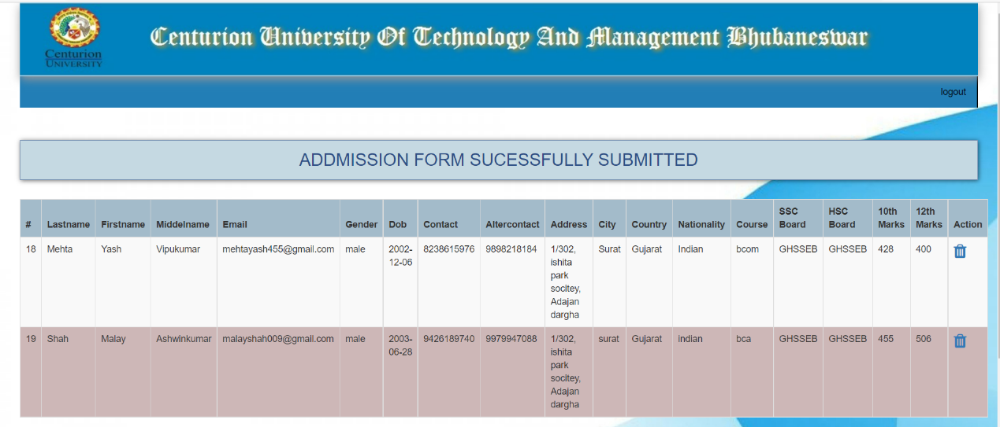 Centurion
UNIVERSITY
Centurion University Of Technology And Management Bhubaneswar
logout
ADDMISSION FORM SUCESSFULLY SUBMITTED
# Lastname Firstname Middelname Email Gender Dob Contact Altercontact Address City Country Nationality Course SSC Board HSC Board 10th Marks 12th Marks Action
18 Mehta Yash Vipukumar mehtayash455@gmail.com male 2002-12-06 8238615976 9898218184 1/302, ishita park socitey, Adajan dargha Surat Gujarat Indian bcom GHSSEB GHSSEB 428 400
19 Shah Malay Ashwinkumar malayshah009@gmail.com male 2003-06-28 9426189740 9979947088 1/302, ishita park socitey, Adajan dargha surat Gujarat indian bca GHSSEB GHSSEB 455 506